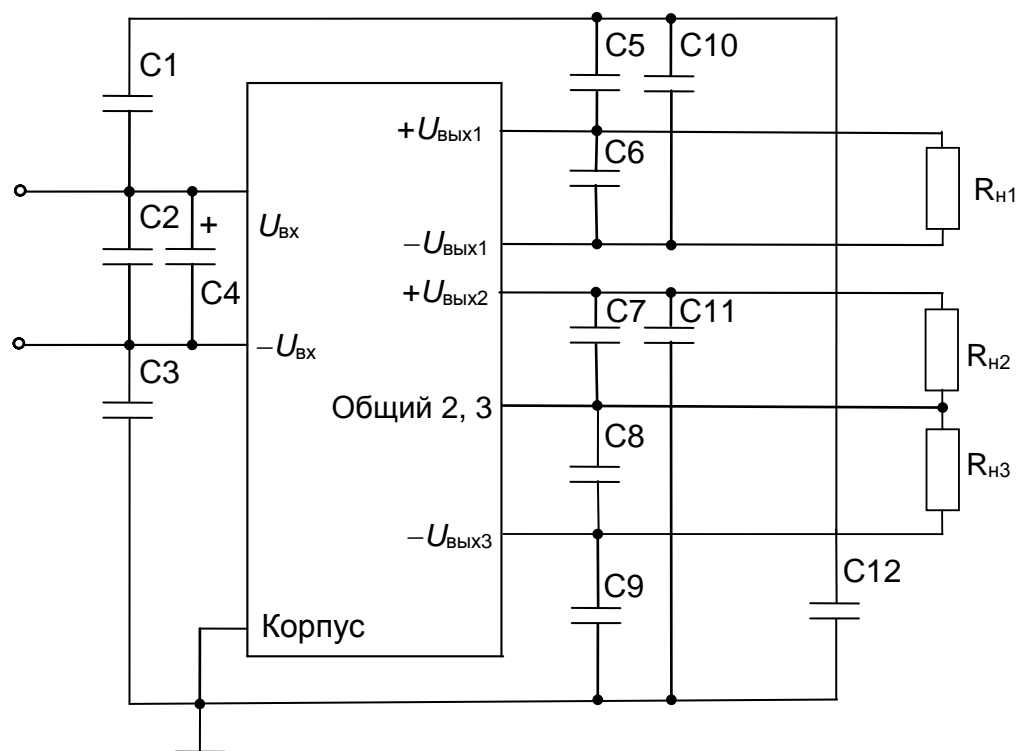 C1
C5
C10
+Uвых1
C6
Rн1
C2
+
Uвх
−Uвых1
C4
+Uвых2
C7
C11
−Uвх
Rн2
C3
Общий 2, 3
C8
Rн3
−Uвых3
C9
C12
Корпус